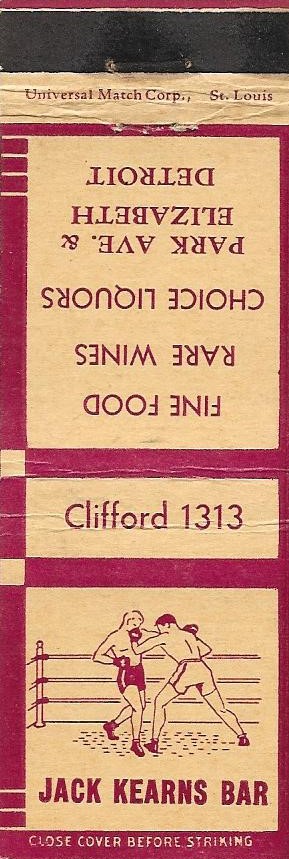 Universal Match Corp., St. Louis
FINE FOOD
RARE WINES
CHOICE LIQUORS
PARK AVE. &
ELIZABETH
DETROIT
Clifford 1313
JACK KEARNS BAR
CLOSE COVER BEFORE STRIKING